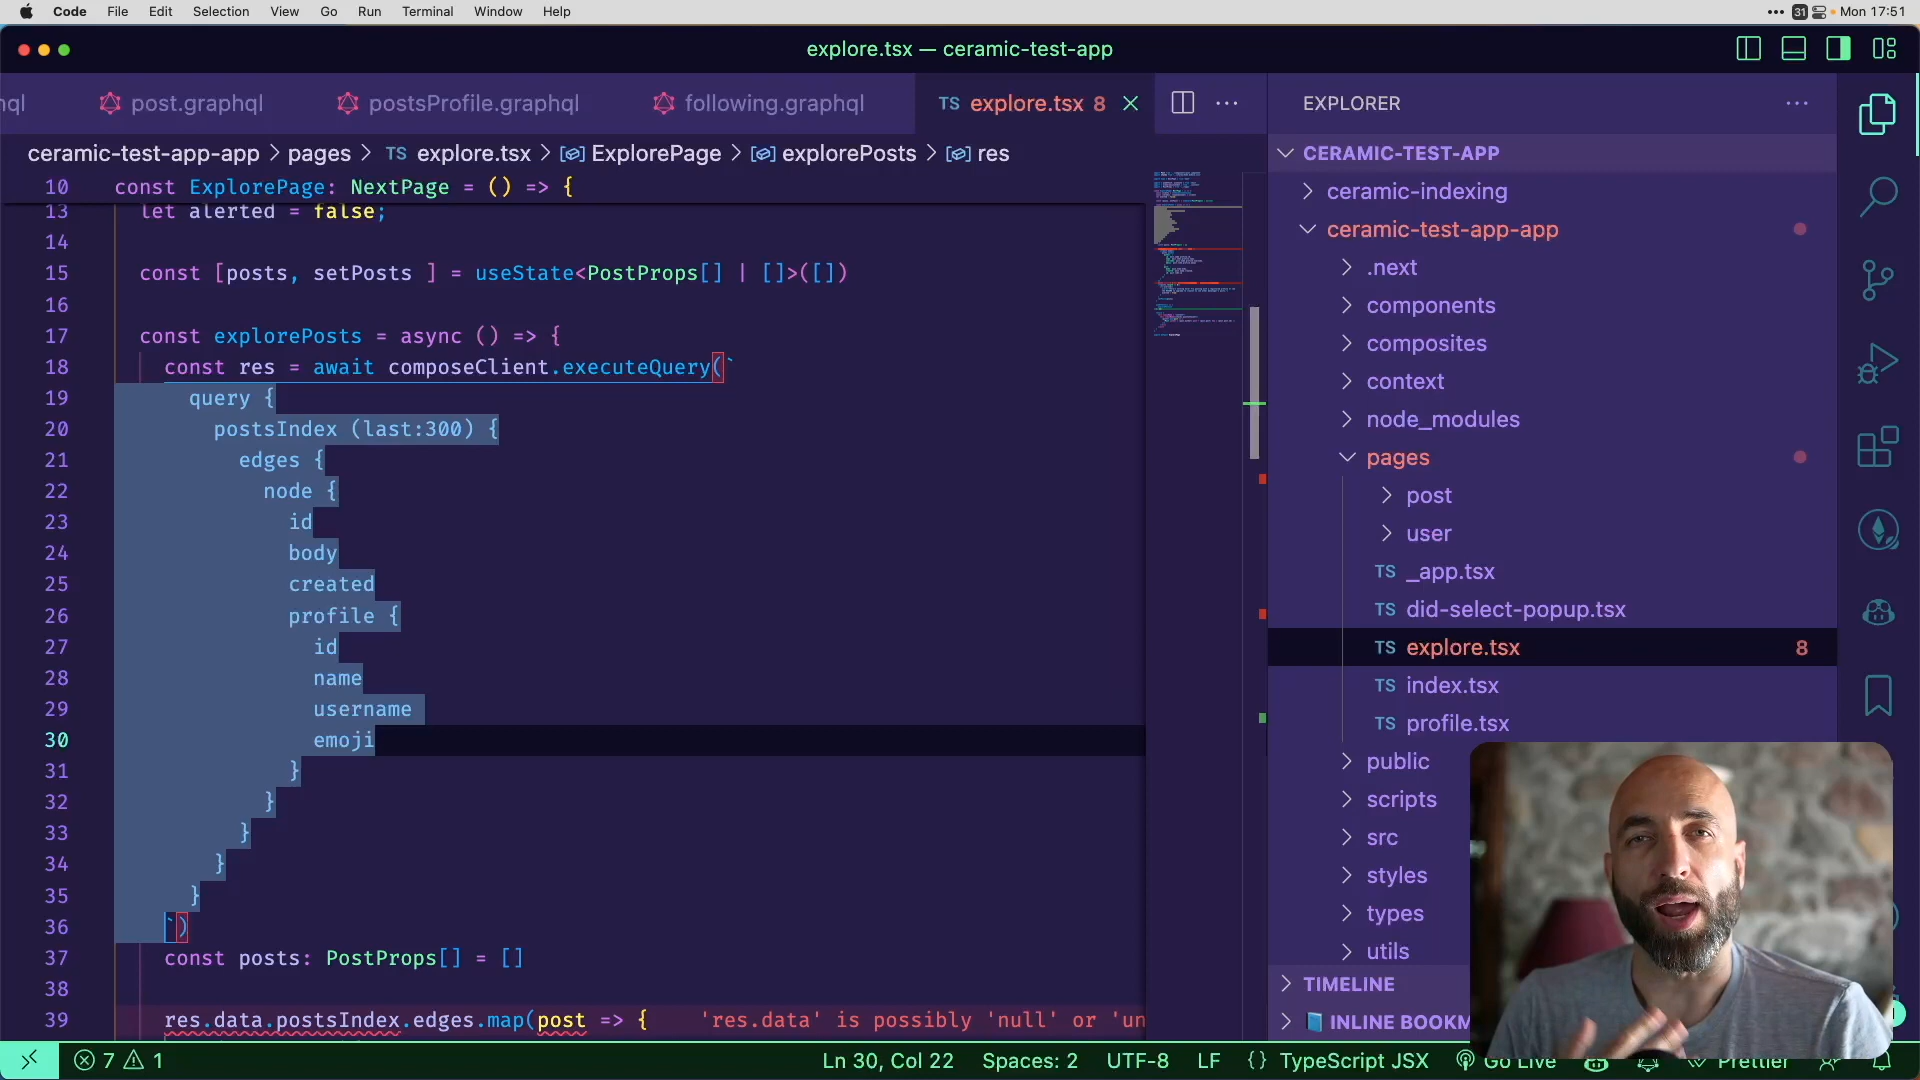 Code File Edit Selection View Go Run Terminal Window Help
31 Mon 17:51
explore.tsx — ceramic-test-app
hql post.graphql postsProfile.graphql following.graphql TS explore.tsx 8
ceramic-test-app-app > pages > TS explore.tsx > ExplorePage > explorePosts > res
10 const ExplorePage: NextPage = () => {
13 let alerted = false;
14
15 const [posts, setPosts ] = useState<PostProps[] | []>([])
16
17 const explorePosts = async () => {
18 const res = await composeClient.executeQuery(`
19 query {
20 postsIndex (last:300) {
21 edges {
22 node {
23 id
24 body
25 created
26 profile {
27 id
28 name
29 username
30 emoji
31 }
32 }
33 }
34 }
35 }
36 `)
37 const posts: PostProps[] = []
38
39 res.data.postsIndex.edges.map(post => { 'res.data' is possibly 'null' or 'un
EXPLORER
CERAMIC-TEST-APP
ceramic-indexing
ceramic-test-app-app
.next
components
composites
context
node_modules
pages
post
user
TS _app.tsx
TS did-select-popup.tsx
TS explore.tsx 8
TS index.tsx
TS profile.tsx
public
scripts
src
styles
types
utils
TIMELINE
INLINE BOOKM
7 1 Ln 30, Col 22 Spaces: 2 UTF-8 LF {} TypeScript JSX Go Live Prettier